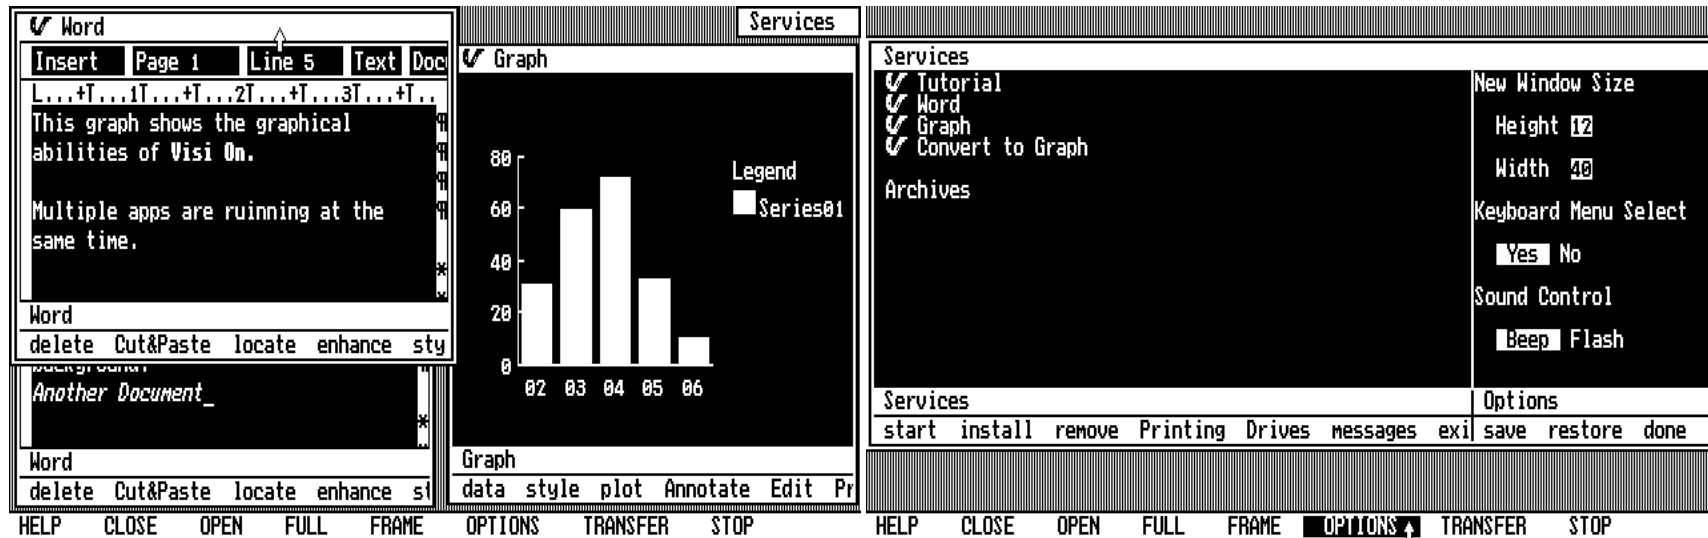 Word
Insert Page 1 Line 5 Text Docu
L...+T...1T...+T...2T...+T...3T...+T..
This graph shows the graphical
abilities of Visi On.
Multiple apps are ruinning at the
same time.
Word
delete Cut&Paste locate enhance sty
Another Document_
Word
delete Cut&Paste locate enhance st
Services
Graph
80
60
40
20
0
02 03 04 05 06
Legend
Series01
Graph
data style plot Annotate Edit Pr
HELP CLOSE OPEN FULL FRAME OPTIONS TRANSFER STOP
Services
Tutorial
Word
Graph
Convert to Graph
Archives
New Window Size
Height 12
Width 40
Keyboard Menu Select
Yes No
Sound Control
Beep Flash
Services
start install remove Printing Drives messages exi
Options
save restore done
HELP CLOSE OPEN FULL FRAME OPTIONS TRANSFER STOP